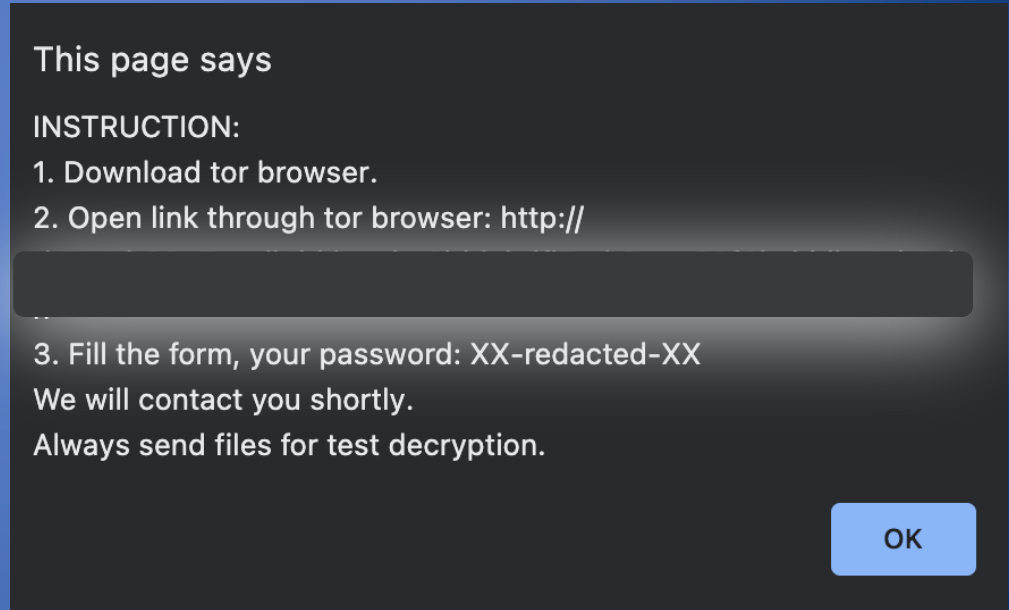 This page says
INSTRUCTION:
1. Download tor browser.
2. Open link through tor browser: http://
3. Fill the form, your password: XX-redacted-XX
We will contact you shortly.
Always send files for test decryption.
OK